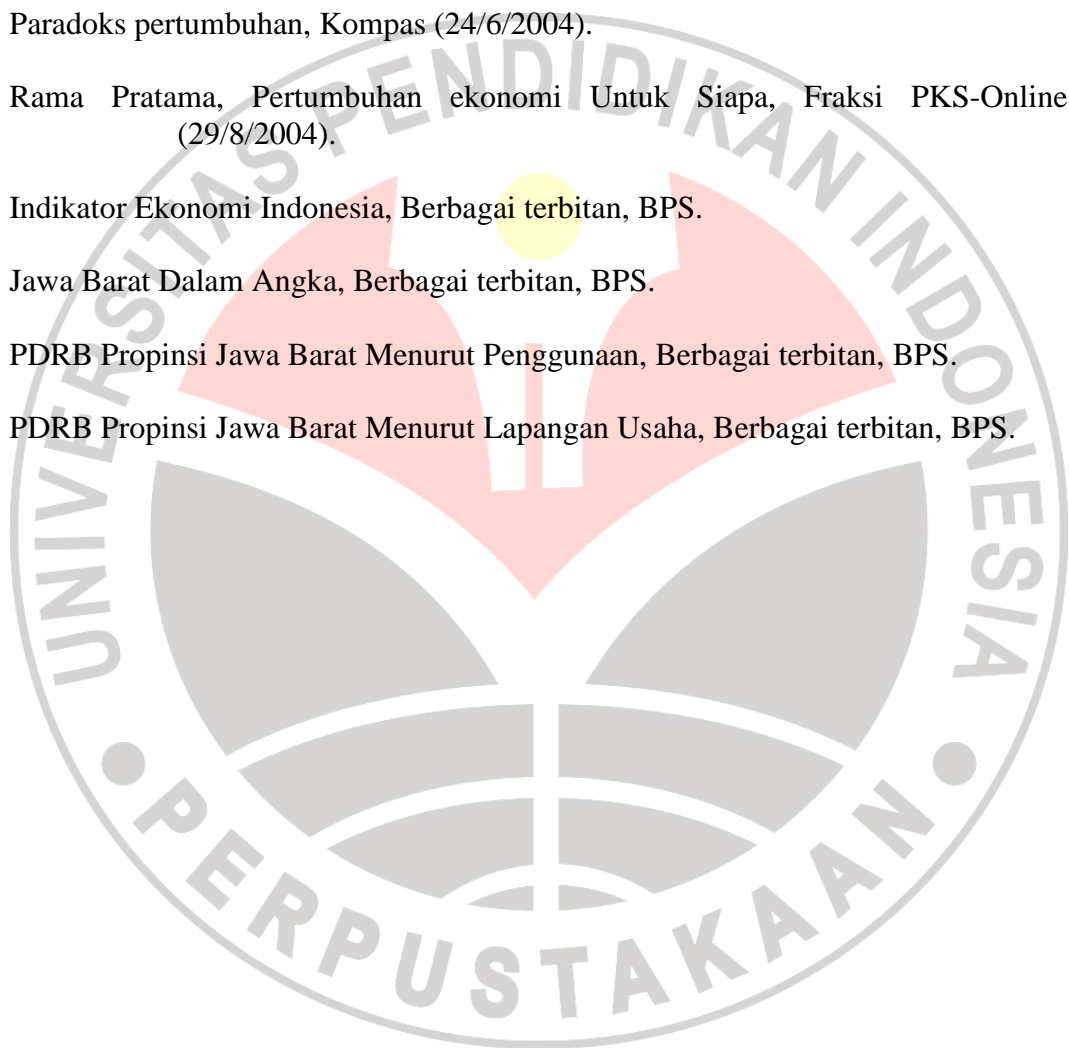 Paradoks pertumbuhan, Kompas (24/6/2004).
Rama Pratama, Pertumbuhan ekonomi Untuk Siapa, Fraksi PKS-Online
(29/8/2004).
Indikator Ekonomi Indonesia, Berbagai terbitan, BPS.
Jawa Barat Dalam Angka, Berbagai terbitan, BPS.
PDRB Propinsi Jawa Barat Menurut Penggunaan, Berbagai terbitan, BPS.
PDRB Propinsi Jawa Barat Menurut Lapangan Usaha, Berbagai terbitan, BPS.
UNIVERSITAS PENDIDIKAN INDONESIA
PERPUSTAKAAN